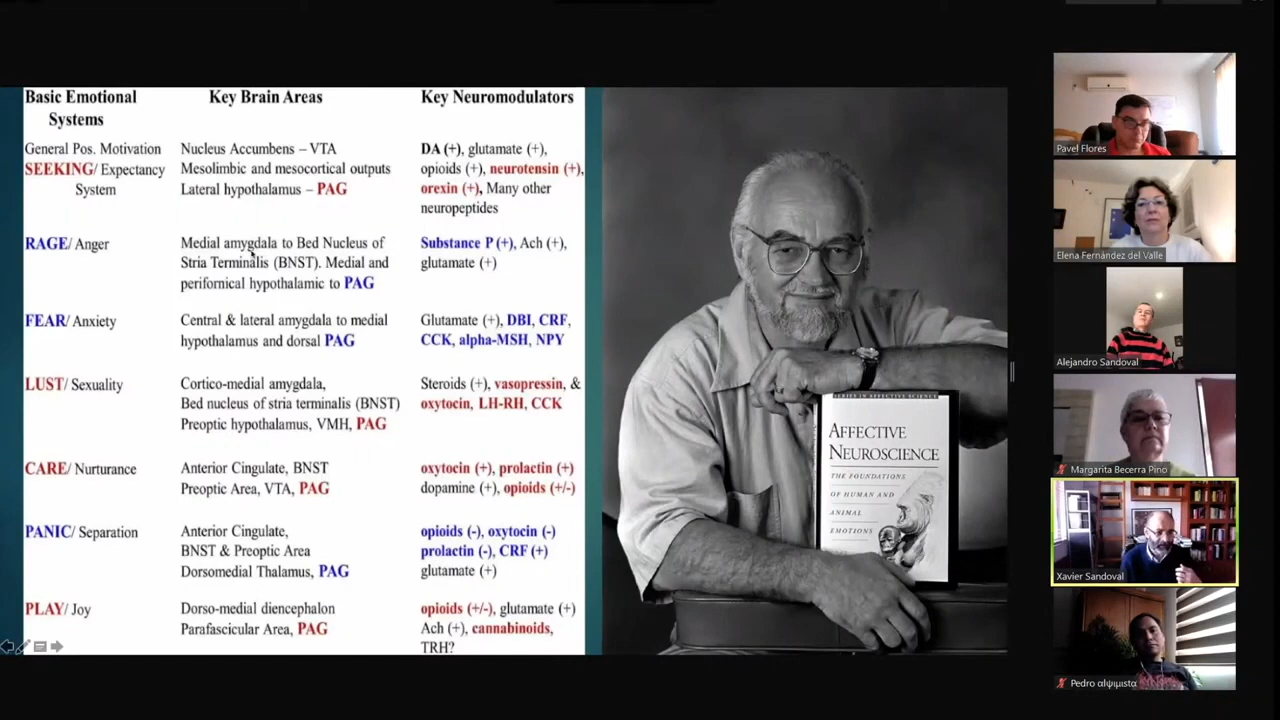 Basic Emotional
Systems
Key Brain Areas
Key Neuromodulators
General Pos. Motivation
SEEKING/ Expectancy
System
Nucleus Accumbens – VTA
Mesolimbic and mesocortical outputs
Lateral hypothalamus – PAG
DA (+), glutamate (+),
opioids (+), neurotensin (+),
orexin (+), Many other
neuropeptides
RAGE/ Anger
Medial amygdala to Bed Nucleus of
Stria Terminalis (BNST). Medial and
perifornical hypothalamic to PAG
Substance P (+), Ach (+),
glutamate (+)
FEAR/ Anxiety
Central & lateral amygdala to medial
hypothalamus and dorsal PAG
Glutamate (+), DBI, CRF,
CCK, alpha-MSH, NPY
LUST/ Sexuality
Cortico-medial amygdala,
Bed nucleus of stria terminalis (BNST)
Preoptic hypothalamus, VMH, PAG
Steroids (+), vasopressin, &
oxytocin, LH-RH, CCK
CARE/ Nurturance
Anterior Cingulate, BNST
Preoptic Area, VTA, PAG
oxytocin (+), prolactin (+)
dopamine (+), opioids (+/-)
PANIC/ Separation
Anterior Cingulate,
BNST & Preoptic Area
Dorsomedial Thalamus, PAG
opioids (-), oxytocin (-)
prolactin (-), CRF (+)
glutamate (+)
PLAY/ Joy
Dorso-medial diencephalon
Parafascicular Area, PAG
opioids (+/-), glutamate (+)
Ach (+), cannabinoids,
TRH?
SERIES IN AFFECTIVE SCIENCE
AFFECTIVE
NEUROSCIENCE
THE FOUNDATIONS
OF HUMAN AND
ANIMAL
EMOTIONS
Pavel Flores
Elena Fernández del Valle
Alejandro Sandoval
Margarita Becerra Pino
Xavier Sandoval
Pedro αlψιμιστα